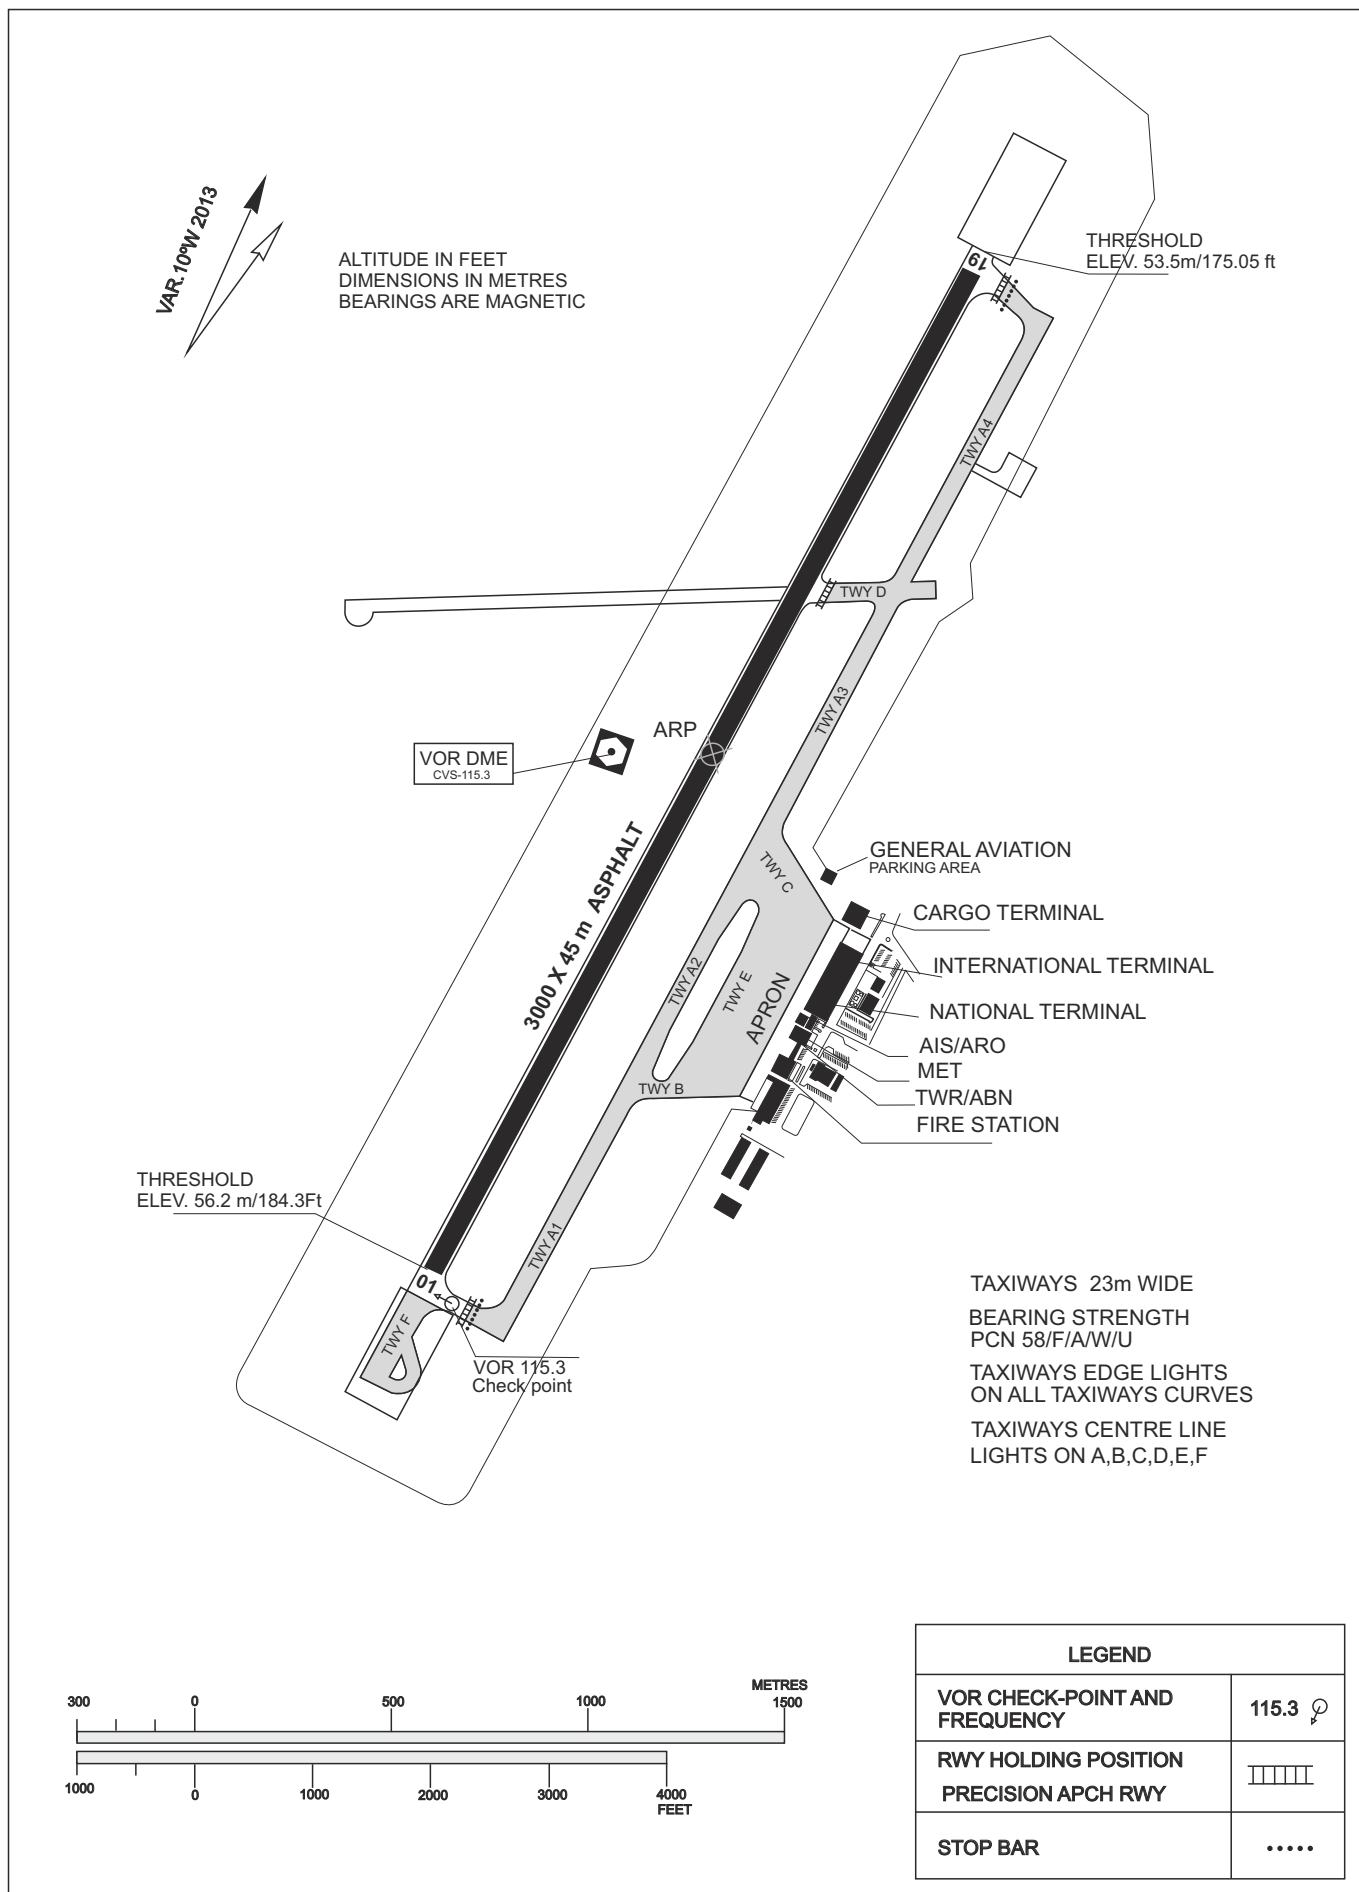 THRESHOLD
ELEV. 53.5m/175.05 ft
19
VAR.10ºW 2013
ALTITUDE IN FEET
DIMENSIONS IN METRES
BEARINGS ARE MAGNETIC
TWY A4
TWY D
TWY A3
ARP
VOR DME
CVS-115.3
3000 X 45 m ASPHALT
GENERAL AVIATION
PARKING AREA
TWY C
CARGO TERMINAL
INTERNATIONAL TERMINAL
TWY A2
TWY E
APRON
NATIONAL TERMINAL
AIS/ARO
MET
TWY B
TWR/ABN
FIRE STATION
THRESHOLD
ELEV. 56.2 m/184.3Ft
TWY A1
01
TWY F
VOR 115.3
Check point
TAXIWAYS 23m WIDE
BEARING STRENGTH
PCN 58/F/A/W/U
TAXIWAYS EDGE LIGHTS
ON ALL TAXIWAYS CURVES
TAXIWAYS CENTRE LINE
LIGHTS ON A,B,C,D,E,F
METRES
300 0 500 1000 1500
1000 0 1000 2000 3000 4000
FEET
LEGEND
VOR CHECK-POINT AND
FREQUENCY
115.3
RWY HOLDING POSITION
PRECISION APCH RWY
STOP BAR